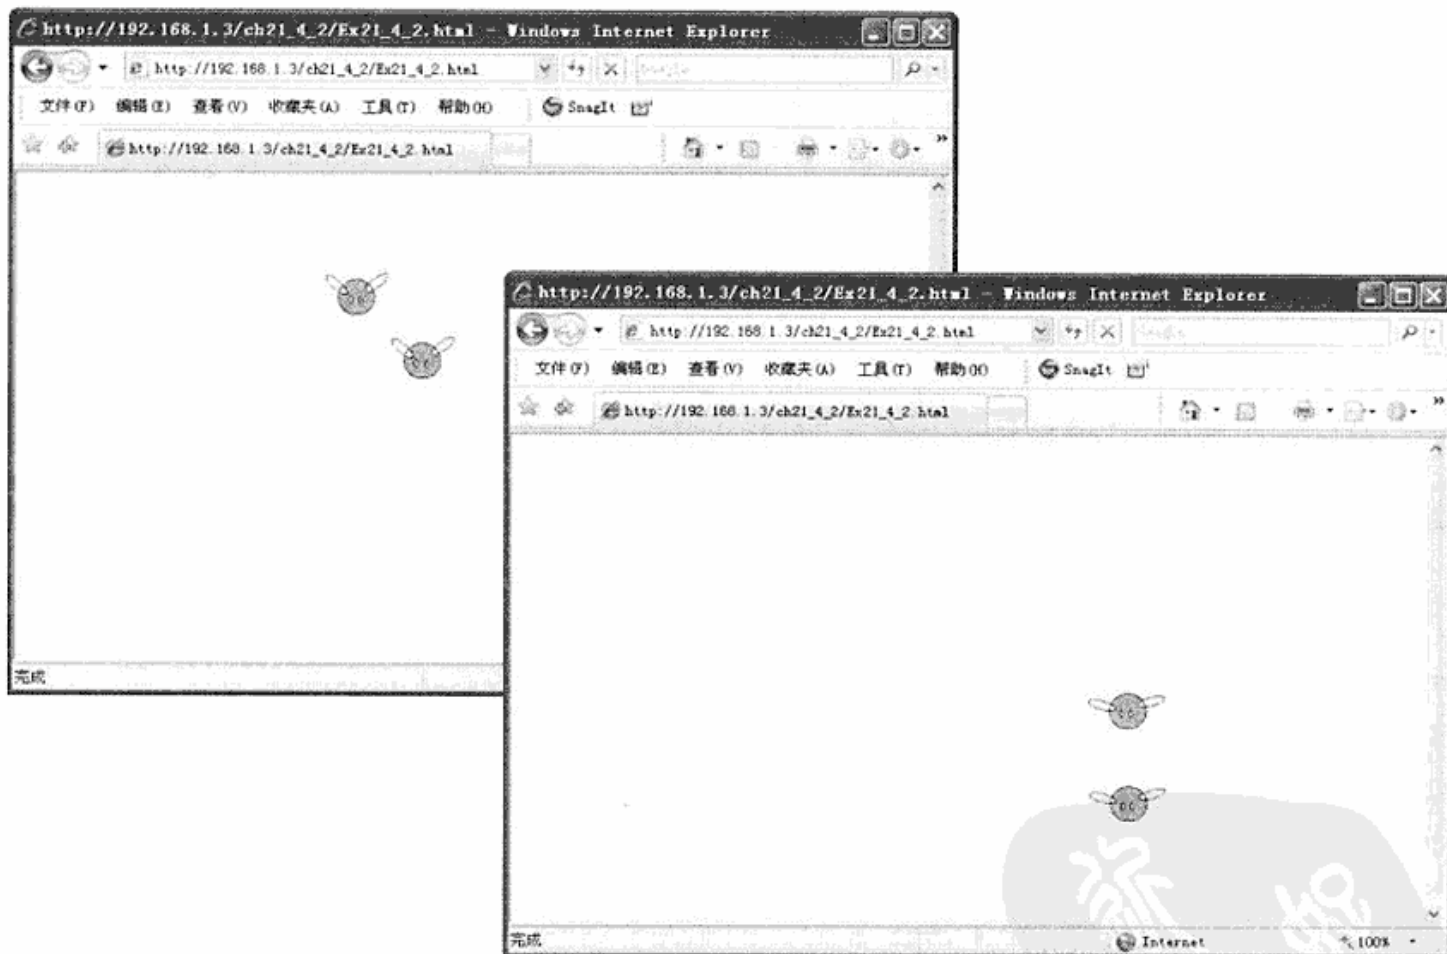 http://192.168.1.3/ch21_4_2/Ex21_4_2.html - Windows Internet Explorer
http://192.168.1.3/ch21_4_2/Ex21_4_2.html
文件(F) 编辑(E) 查看(V) 收藏夹(A) 工具(T) 帮助(H) SnagIt
http://192.168.1.3/ch21_4_2/Ex21_4_2.html
完成
http://192.168.1.3/ch21_4_2/Ex21_4_2.html - Windows Internet Explorer
http://192.168.1.3/ch21_4_2/Ex21_4_2.html
文件(F) 编辑(E) 查看(V) 收藏夹(A) 工具(T) 帮助(H) SnagIt
http://192.168.1.3/ch21_4_2/Ex21_4_2.html
完成 Internet 100%